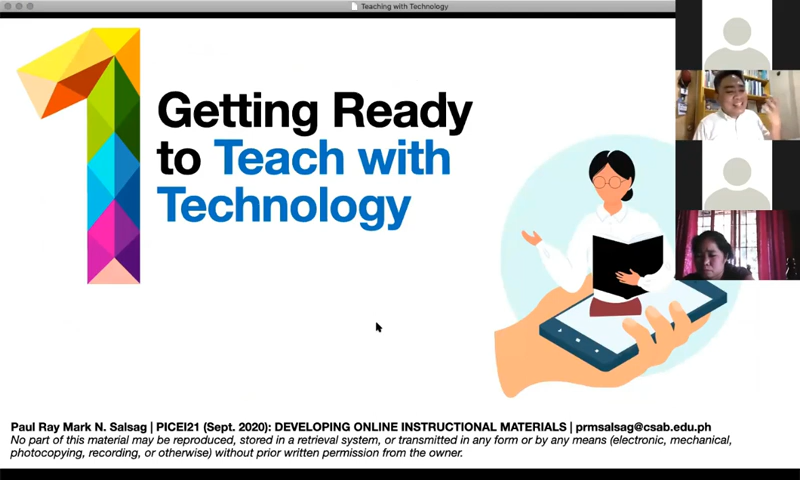 Teaching with Technology
1
Getting Ready
to Teach with
Technology
Paul Ray Mark N. Salsag | PICEI21 (Sept. 2020): DEVELOPING ONLINE INSTRUCTIONAL MATERIALS | prmsalsag@csab.edu.ph
No part of this material may be reproduced, stored in a retrieval system, or transmitted in any form or by any means (electronic, mechanical,
photocopying, recording, or otherwise) without prior written permission from the owner.